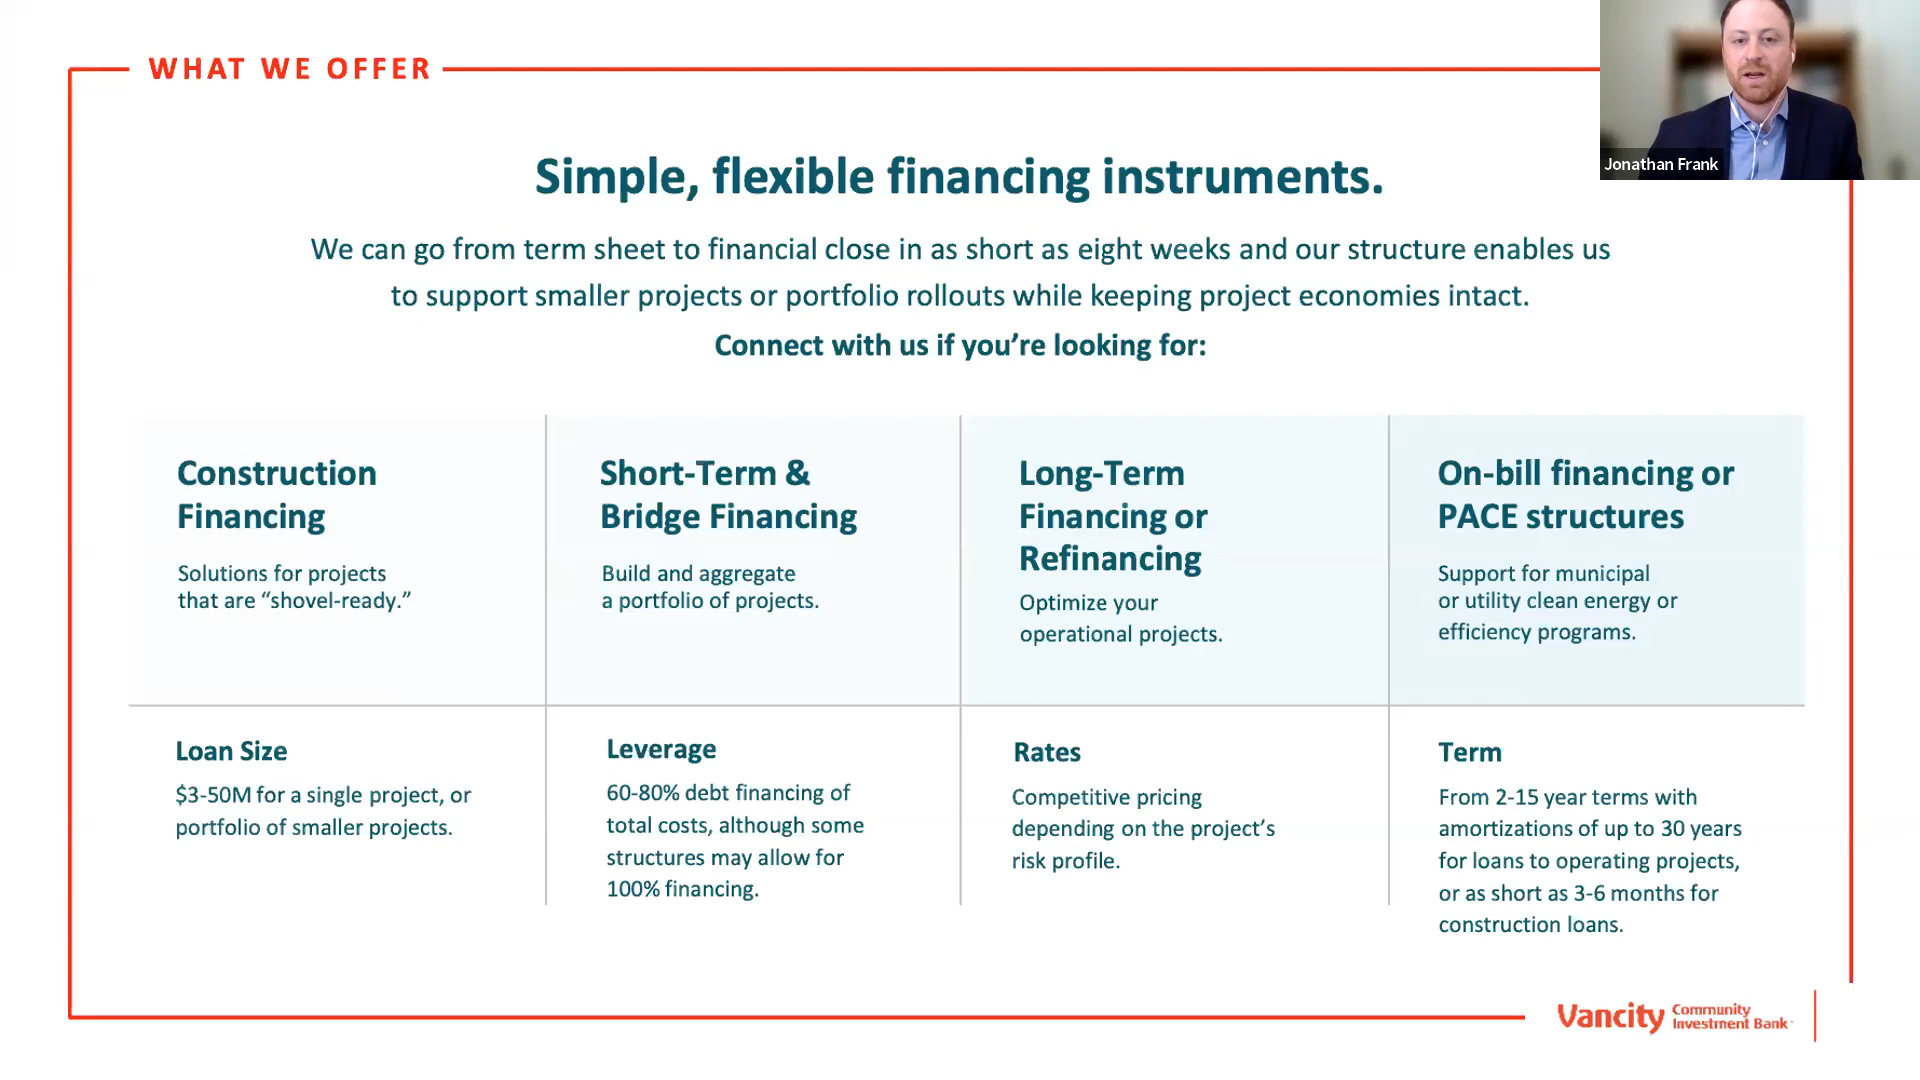 WHAT WE OFFER
Jonathan Frank
Simple, flexible financing instruments.
We can go from term sheet to financial close in as short as eight weeks and our structure enables us
to support smaller projects or portfolio rollouts while keeping project economies intact.
Connect with us if you’re looking for:
Construction
Financing
Solutions for projects
that are “shovel-ready.”
Short-Term &
Bridge Financing
Build and aggregate
a portfolio of projects.
Long-Term
Financing or
Refinancing
Optimize your
operational projects.
On-bill financing or
PACE structures
Support for municipal
or utility clean energy or
efficiency programs.
Loan Size
$3-50M for a single project, or
portfolio of smaller projects.
Leverage
60-80% debt financing of
total costs, although some
structures may allow for
100% financing.
Rates
Competitive pricing
depending on the project’s
risk profile.
Term
From 2-15 year terms with
amortizations of up to 30 years
for loans to operating projects,
or as short as 3-6 months for
construction loans.
Vancity Community
Investment Bank